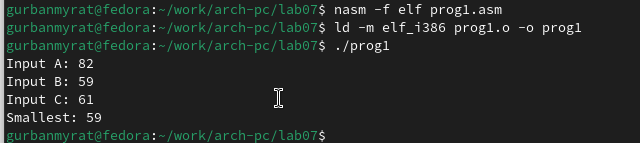 gurbanmyrat@fedora:~/work/arch-pc/lab07$ nasm -f elf prog1.asm
gurbanmyrat@fedora:~/work/arch-pc/lab07$ ld -m elf_i386 prog1.o -o prog1
gurbanmyrat@fedora:~/work/arch-pc/lab07$ ./prog1
Input A: 82
Input B: 59
Input C: 61
Smallest: 59
gurbanmyrat@fedora:~/work/arch-pc/lab07$